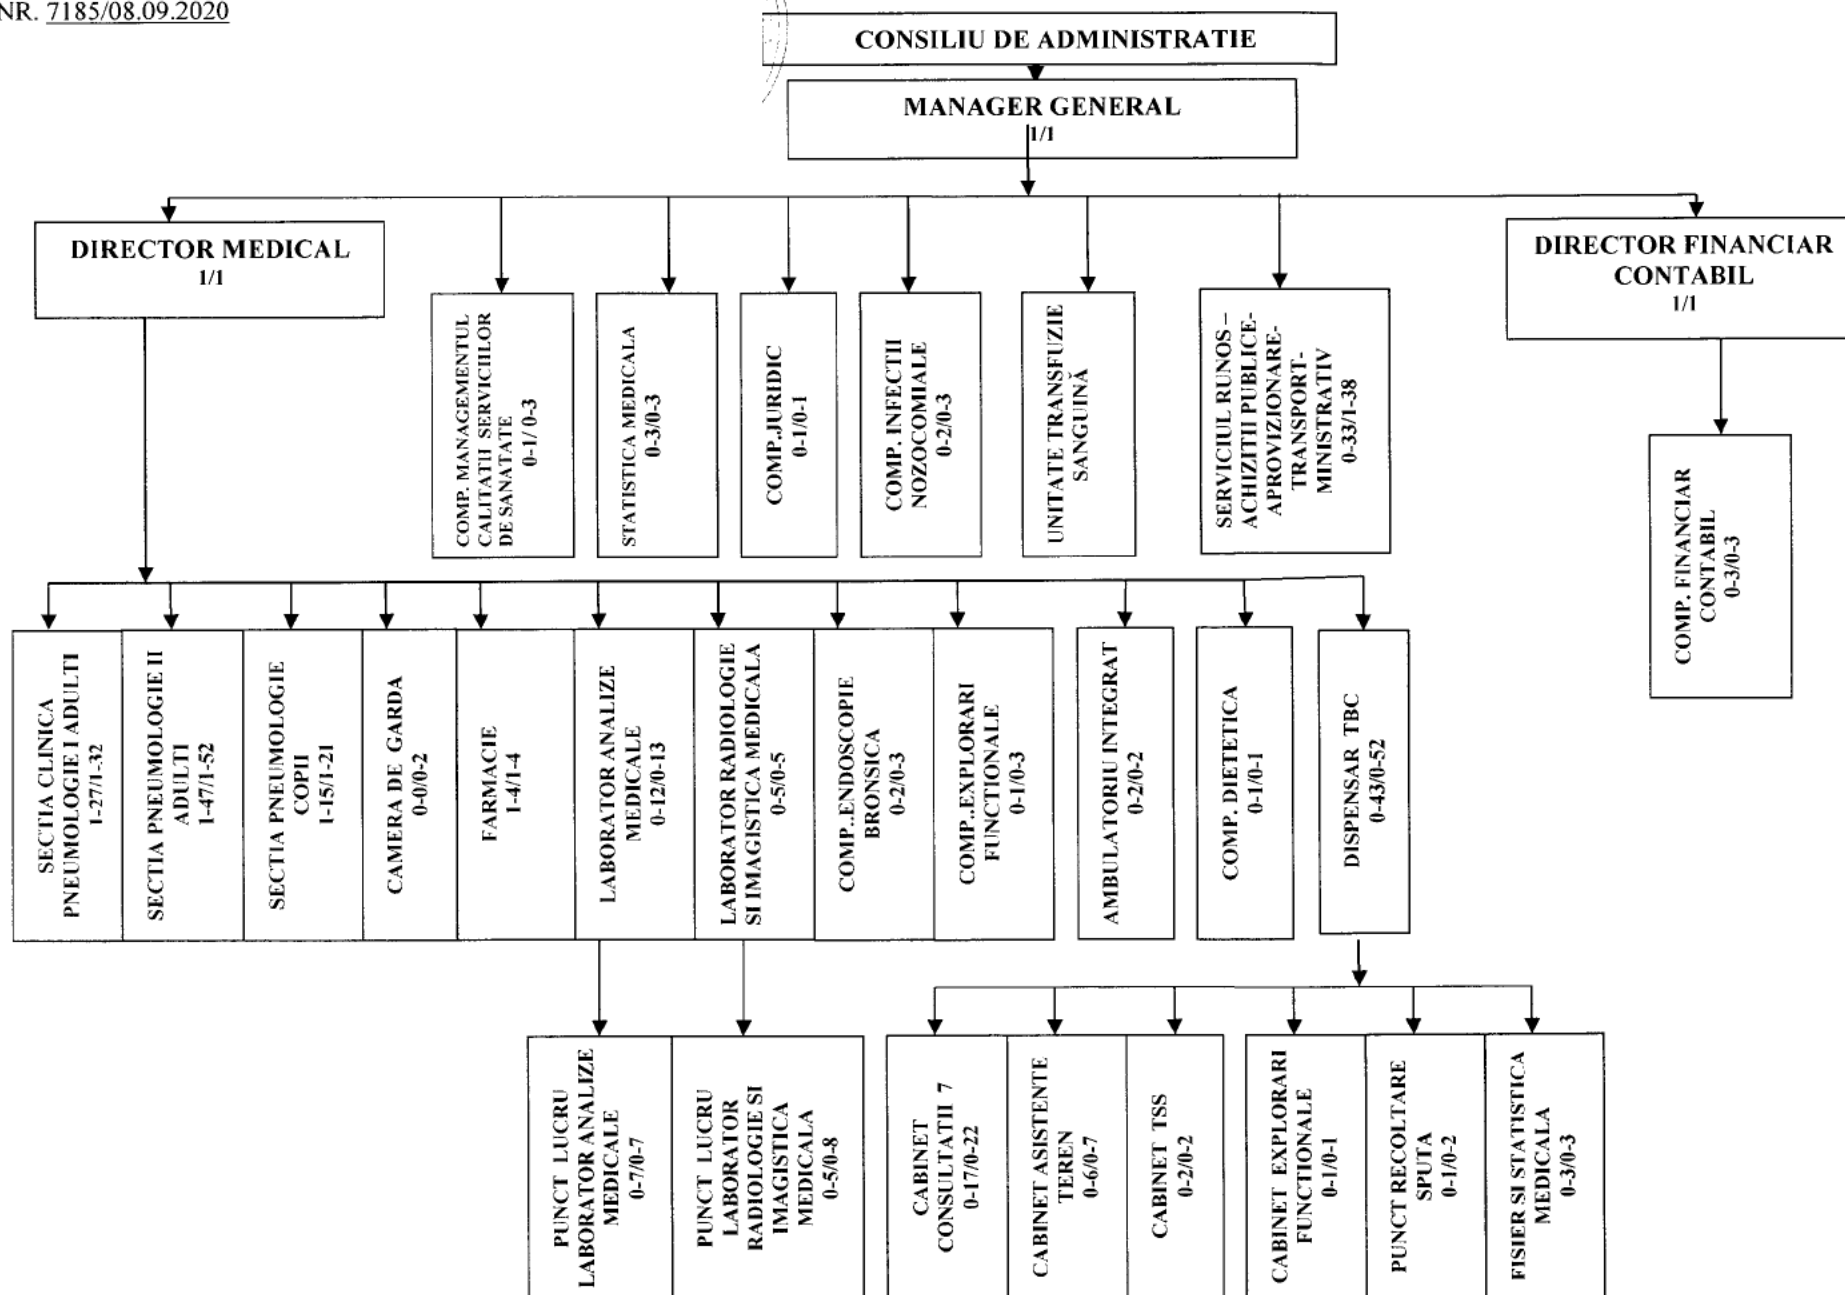 NR. 7185/08.09.2020
CONSILIU DE ADMINISTRATIE
MANAGER GENERAL
1/1
DIRECTOR MEDICAL
1/1
DIRECTOR FINANCIAR
CONTABIL
1/1
COMP. MANAGEMENTUL
CALITATII SERVICIILOR
DE SANATATE
0-1/ 0-3
STATISTICA MEDICALA
0-3/0-3
COMP.JURIDIC
0-1/0-1
COMP. INFECTII
NOZOCOMIALE
0-2/0-3
UNITATE TRANSFUZIE
SANGUINĂ
SERVICIUL RUNOS –
ACHIZITII PUBLICE-
APROVIZIONARE-
TRANSPORT-
MINISTRATIV
0-33/1-38
COMP. FINANCIAR
CONTABIL
0-3/0-3
SECTIA CLINICA
PNEUMOLOGIE I ADULTI
1-27/1-32
SECTIA PNEUMOLOGIE II
ADULTI
1-47/1-52
SECTIA PNEUMOLOGIE
COPII
1-15/1-21
CAMERA DE GARDA
0-0/0-2
FARMACIE
1-4/1-4
LABORATOR ANALIZE
MEDICALE
0-12/0-13
LABORATOR RADIOLOGIE
SI IMAGISTICA MEDICALA
0-5/0-5
COMP..ENDOSCOPIE
BRONSICA
0-2/0-3
COMP..EXPLORARI
FUNCTIONALE
0-1/0-3
AMBULATORIU INTEGRAT
0-2/0-2
COMP. DIETETICA
0-1/0-1
DISPENSAR TBC
0-43/0-52
PUNCT LUCRU
LABORATOR ANALIZE
MEDICALE
0-7/0-7
PUNCT LUCRU
LABORATOR
RADIOLOGIE SI
IMAGISTICA
MEDICALA
0-5/0-8
CABINET
CONSULTATII 7
0-17/0-22
CABINET ASISTENTE
TEREN
0-6/0-7
CABINET TSS
0-2/0-2
CABINET EXPLORARI
FUNCTIONALE
0-1/0-1
PUNCT RECOLTARE
SPUTA
0-1/0-2
FISIER SI STATISTICA
MEDICALA
0-3/0-3